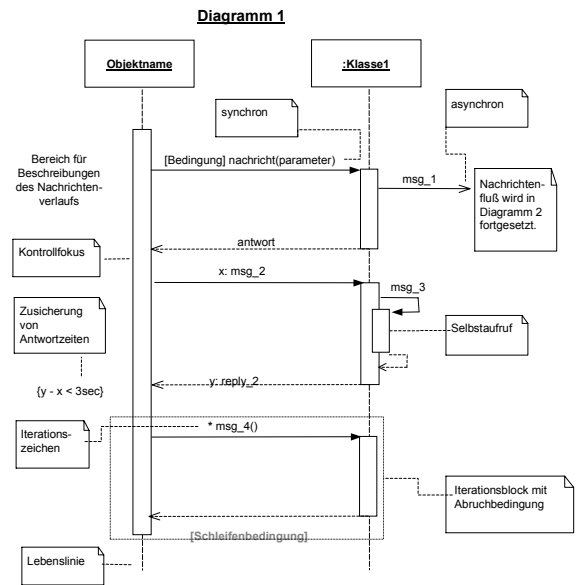 Diagramm 1
Objektname
:Klasse1
synchron
asynchron
Bereich für
Beschreibungen
des Nachrichten-
verlaufs
[Bedingung] nachricht(parameter)
msg_1
Nachrichten-
fluß wird in
Diagramm 2
fortgesetzt.
antwort
Kontrollfokus
x: msg_2
msg_3
Zusicherung
von
Antwortzeiten
Selbstaufruf
{y - x < 3sec}
y: reply_2
* msg_4()
Iterations-
zeichen
Iterationsblock mit
Abruchbedingung
[Schleifenbedingung]
Lebenslinie